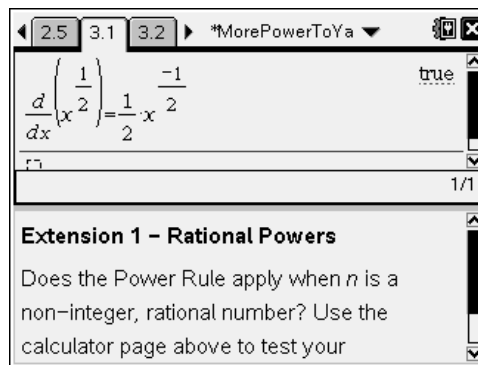 2.5 3.1 3.2 *MorePowerToYa
d/dx(x^(1/2))=1/2·x^(-1/2) true
1/1
Extension 1 – Rational Powers
Does the Power Rule apply when n is a
non-integer, rational number? Use the
calculator page above to test your